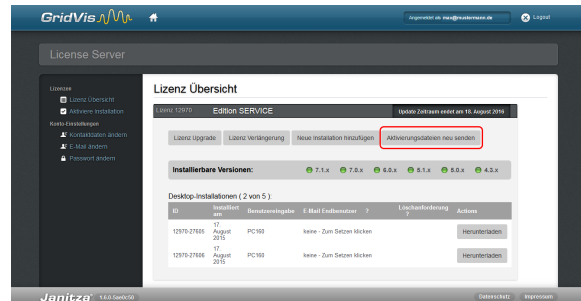 GridVis
Angemeldet als max@mustermann.de
Logout
License Server
Lizenzen
Lizenz Übersicht
Aktiviere Installation
Konto-Einstellungen
Kontaktdaten ändern
E-Mail ändern
Passwort ändern
Lizenz Übersicht
Lizenz 12970 Edition SERVICE Update Zeitraum endet am 18. August 2016
Lizenz Upgrade Lizenz Verlängerung Neue Installation hinzufügen Aktivierungsdateien neu senden
Installierbare Versionen: 7.1.x 7.0.x 6.0.x 5.1.x 5.0.x 4.3.x
Desktop-Installationen ( 2 von 5 ):
ID Installiert am Benutzereingabe E-Mail Endbenutzer ? Löschanforderung ? Actions
12970-27605 17. August 2015 PC160 keine - Zum Setzen klicken Herunterladen
12970-27606 17. August 2015 PC160 keine - Zum Setzen klicken Herunterladen
Janitza
Datenschutz Impressum